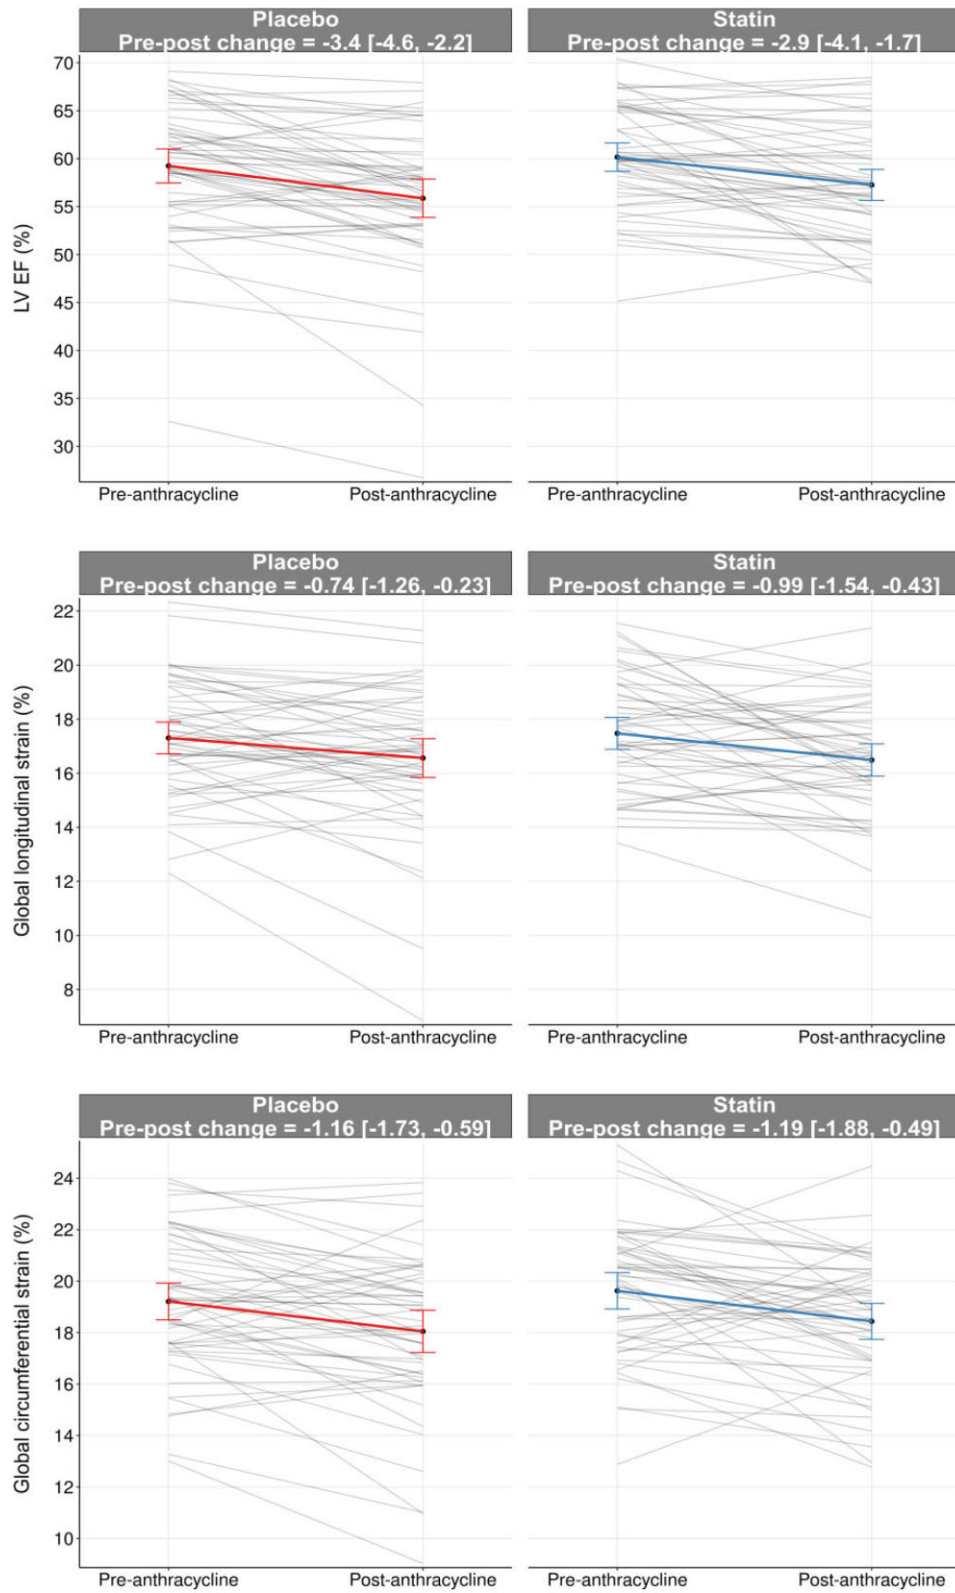 Placebo
Pre-post change = -3.4 [-4.6, -2.2]
Statin
Pre-post change = -2.9 [-4.1, -1.7]
LV EF (%)
70
65
60
55
50
45
40
35
30
Pre-anthracycline
Post-anthracycline
Pre-anthracycline
Post-anthracycline
Placebo
Pre-post change = -0.74 [-1.26, -0.23]
Statin
Pre-post change = -0.99 [-1.54, -0.43]
Global longitudinal strain (%)
22
20
18
16
14
12
10
8
Pre-anthracycline
Post-anthracycline
Pre-anthracycline
Post-anthracycline
Placebo
Pre-post change = -1.16 [-1.73, -0.59]
Statin
Pre-post change = -1.19 [-1.88, -0.49]
Global circumferential strain (%)
24
22
20
18
16
14
12
10
Pre-anthracycline
Post-anthracycline
Pre-anthracycline
Post-anthracycline